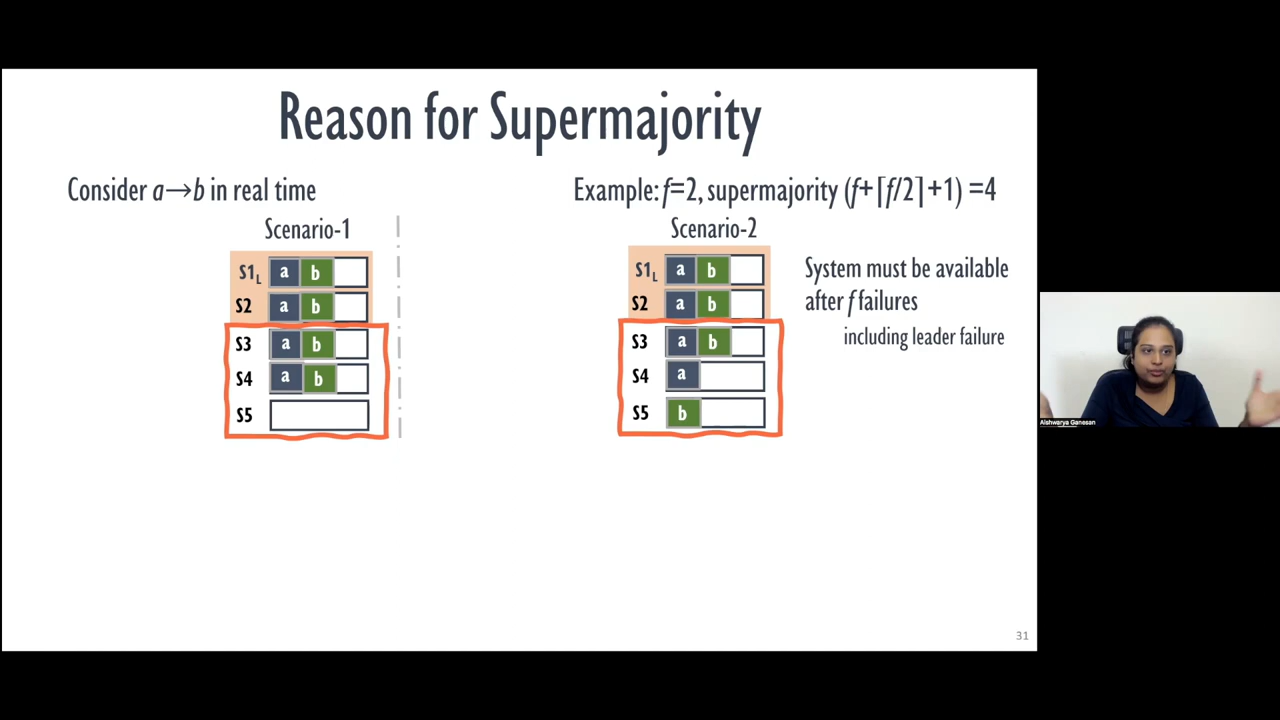 Reason for Supermajority
Consider a→b in real time
Example: f=2, supermajority (f+⌈f/2⌉+1) =4
Scenario-1
S1L a b
S2 a b
S3 a b
S4 a b
S5
Scenario-2
S1L a b
S2 a b
S3 a b
S4 a
S5 b
System must be available
after f failures
including leader failure
Aishwarya Ganesan
31